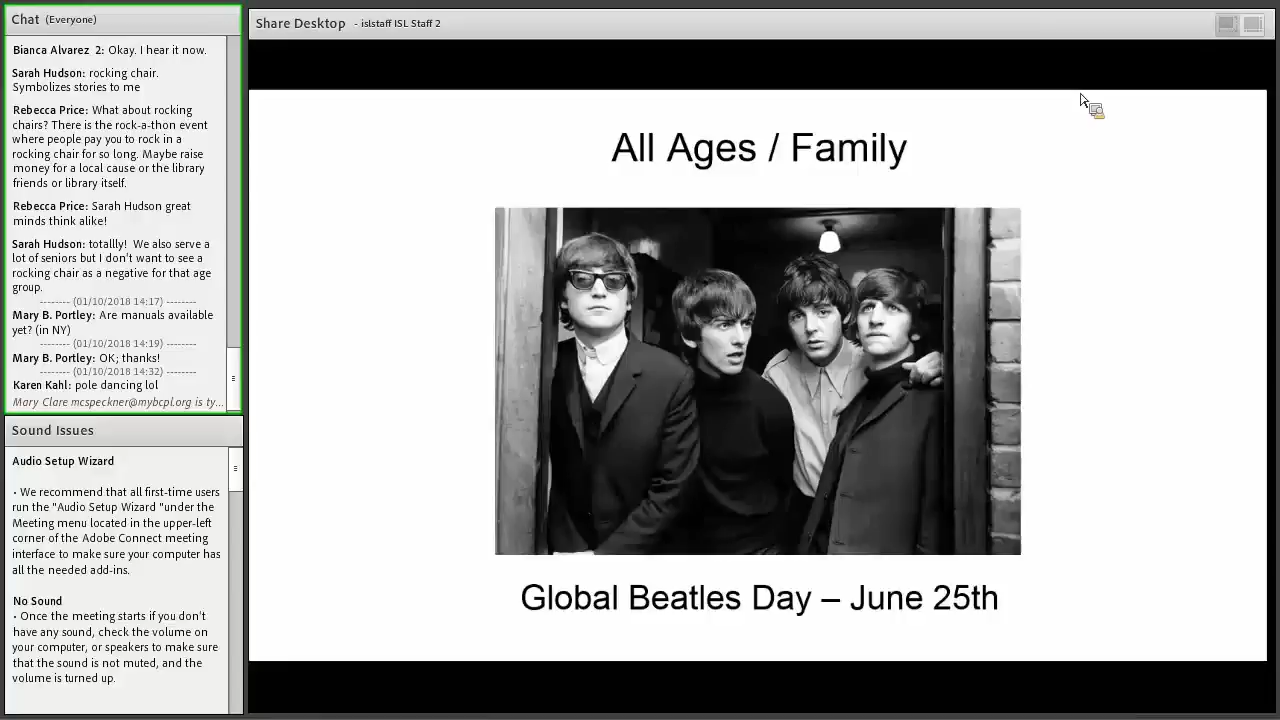 Chat (Everyone)
Bianca Alvarez 2: Okay. I hear it now.
Sarah Hudson: rocking chair.
Symbolizes stories to me
Rebecca Price: What about rocking
chairs? There is the rock-a-thon event
where people pay you to rock in a
rocking chair for so long. Maybe raise
money for a local cause or the library
friends or library itself.
Rebecca Price: Sarah Hudson great
minds think alike!
Sarah Hudson: totallly! We also serve a
lot of seniors but I don't want to see a
rocking chair as a negative for that age
group.
-------- (01/10/2018 14:17) --------
Mary B. Portley: Are manuals available
yet? (in NY)
-------- (01/10/2018 14:19) --------
Mary B. Portley: OK; thanks!
-------- (01/10/2018 14:32) --------
Karen Kahl: pole dancing lol
Mary Clare mcspeckner@mybcpl.org is ty...
Sound Issues
Audio Setup Wizard
• We recommend that all first-time users
run the "Audio Setup Wizard "under the
Meeting menu located in the upper-left
corner of the Adobe Connect meeting
interface to make sure your computer has
all the needed add-ins.
No Sound
• Once the meeting starts if you don't
have any sound, check the volume on
your computer, or speakers to make sure
that the sound is not muted, and the
volume is turned up.
Share Desktop - islstaff ISL Staff 2
All Ages / Family
Global Beatles Day – June 25th